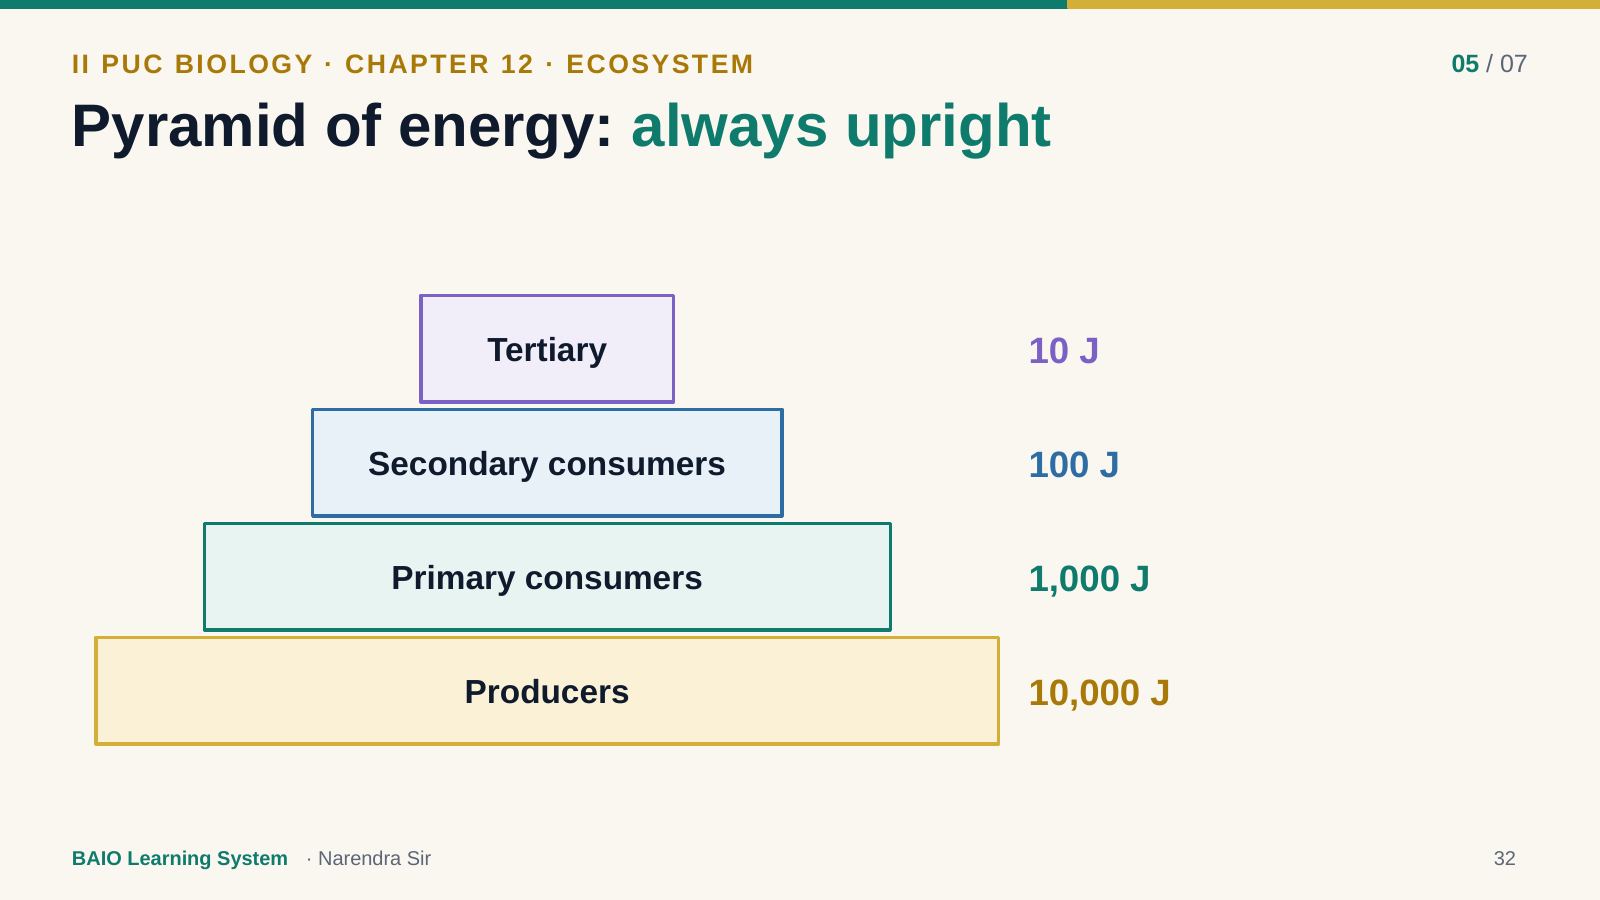 II PUC BIOLOGY · CHAPTER 12 · ECOSYSTEM
05 / 07
Pyramid of energy: always upright
Tertiary
10 J
Secondary consumers
100 J
Primary consumers
1,000 J
Producers
10,000 J
BAIO Learning System · Narendra Sir
32